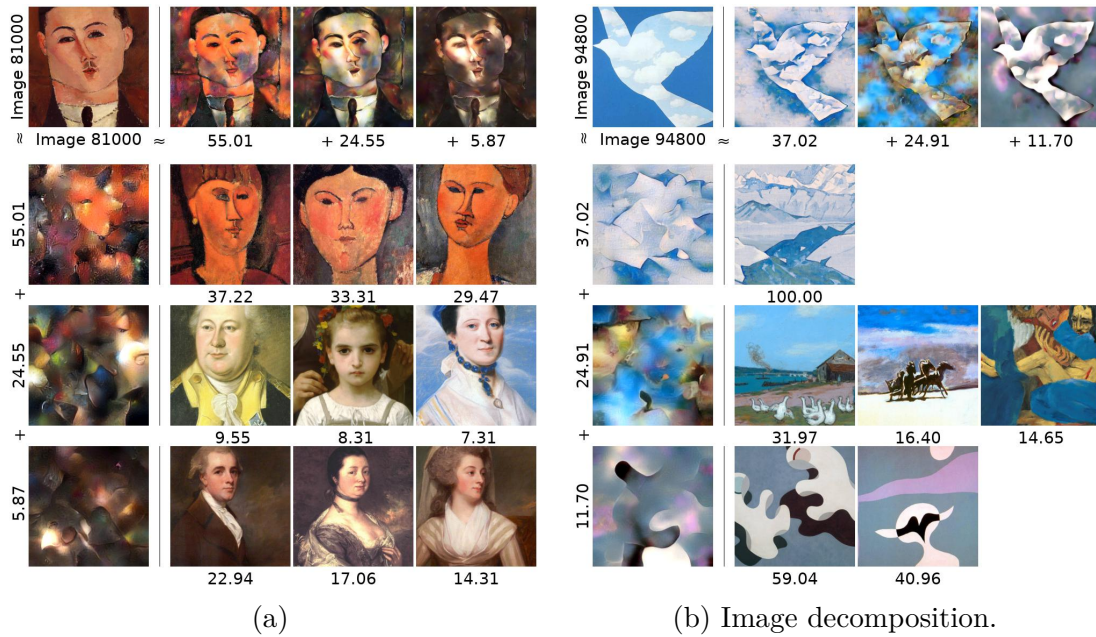 ≈ Image 81000
Image 81000 ≈ 55.01 + 24.55 + 5.87
55.01
37.22 33.31 29.47
+
24.55
9.55 8.31 7.31
+
5.87
22.94 17.06 14.31
(a)
≈ Image 94800
Image 94800 ≈ 37.02 + 24.91 + 11.70
37.02
100.00
+
24.91
31.97 16.40 14.65
+
11.70
59.04 40.96
(b) Image decomposition.